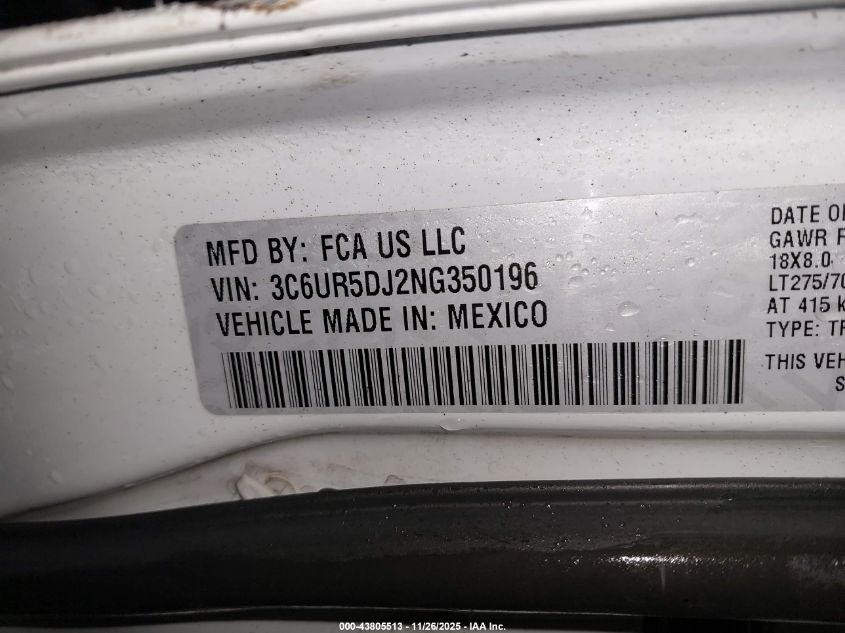 MFD BY: FCA US LLC
VIN: 3C6UR5DJ2NG350196
VEHICLE MADE IN: MEXICO
DATE O
GAWR F
18X8.0
LT275/70
AT 415 k
TYPE: TR
THIS VEH
S
000-43805513 - 11/26/2025 - IAA Inc.